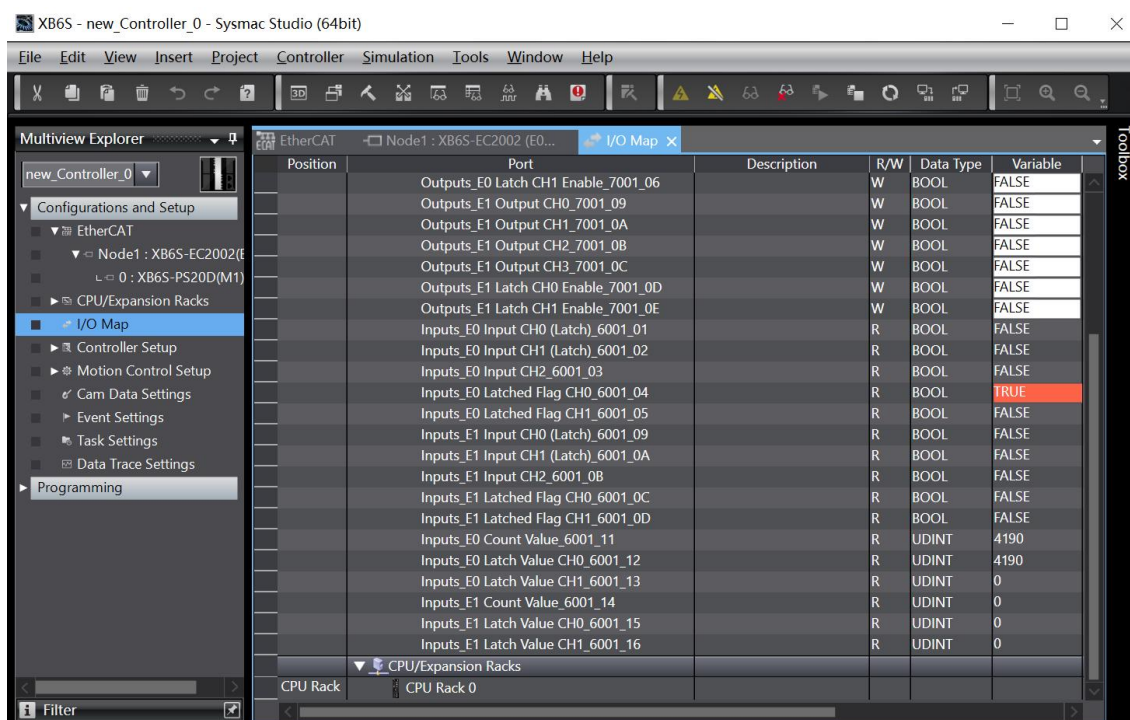 XB6S - new_Controller_0 - Sysmac Studio (64bit)
File Edit View Insert Project Controller Simulation Tools Window Help
Multiview Explorer
new_Controller_0
Configurations and Setup
EtherCAT
Node1 : XB6S-EC2002(E
0 : XB6S-PS20D(M1)
CPU/Expansion Racks
I/O Map
Controller Setup
Motion Control Setup
Cam Data Settings
Event Settings
Task Settings
Data Trace Settings
Programming
Filter
EtherCAT Node1 : XB6S-EC2002 (E0... I/O Map
Position Port Description R/W Data Type Variable
Outputs_E0 Latch CH1 Enable_7001_06 W BOOL FALSE
Outputs_E1 Output CH0_7001_09 W BOOL FALSE
Outputs_E1 Output CH1_7001_0A W BOOL FALSE
Outputs_E1 Output CH2_7001_0B W BOOL FALSE
Outputs_E1 Output CH3_7001_0C W BOOL FALSE
Outputs_E1 Latch CH0 Enable_7001_0D W BOOL FALSE
Outputs_E1 Latch CH1 Enable_7001_0E W BOOL FALSE
Inputs_E0 Input CH0 (Latch)_6001_01 R BOOL FALSE
Inputs_E0 Input CH1 (Latch)_6001_02 R BOOL FALSE
Inputs_E0 Input CH2_6001_03 R BOOL FALSE
Inputs_E0 Latched Flag CH0_6001_04 R BOOL TRUE
Inputs_E0 Latched Flag CH1_6001_05 R BOOL FALSE
Inputs_E1 Input CH0 (Latch)_6001_09 R BOOL FALSE
Inputs_E1 Input CH1 (Latch)_6001_0A R BOOL FALSE
Inputs_E1 Input CH2_6001_0B R BOOL FALSE
Inputs_E1 Latched Flag CH0_6001_0C R BOOL FALSE
Inputs_E1 Latched Flag CH1_6001_0D R BOOL FALSE
Inputs_E0 Count Value_6001_11 R UDINT 4190
Inputs_E0 Latch Value CH0_6001_12 R UDINT 4190
Inputs_E0 Latch Value CH1_6001_13 R UDINT 0
Inputs_E1 Count Value_6001_14 R UDINT 0
Inputs_E1 Latch Value CH0_6001_15 R UDINT 0
Inputs_E1 Latch Value CH1_6001_16 R UDINT 0
CPU/Expansion Racks
CPU Rack CPU Rack 0
Toolbox